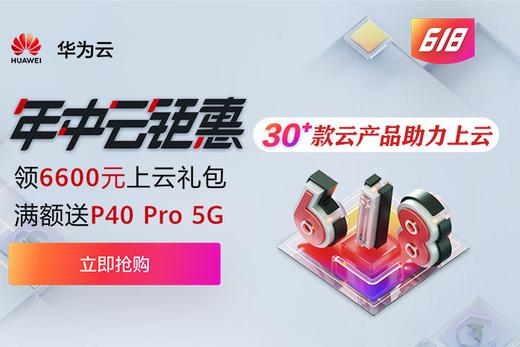 HUAWEI
华为云
618
年中云钜惠
30+款云产品助力上云
领6600元上云礼包
满额送P40 Pro 5G
立即抢购
618